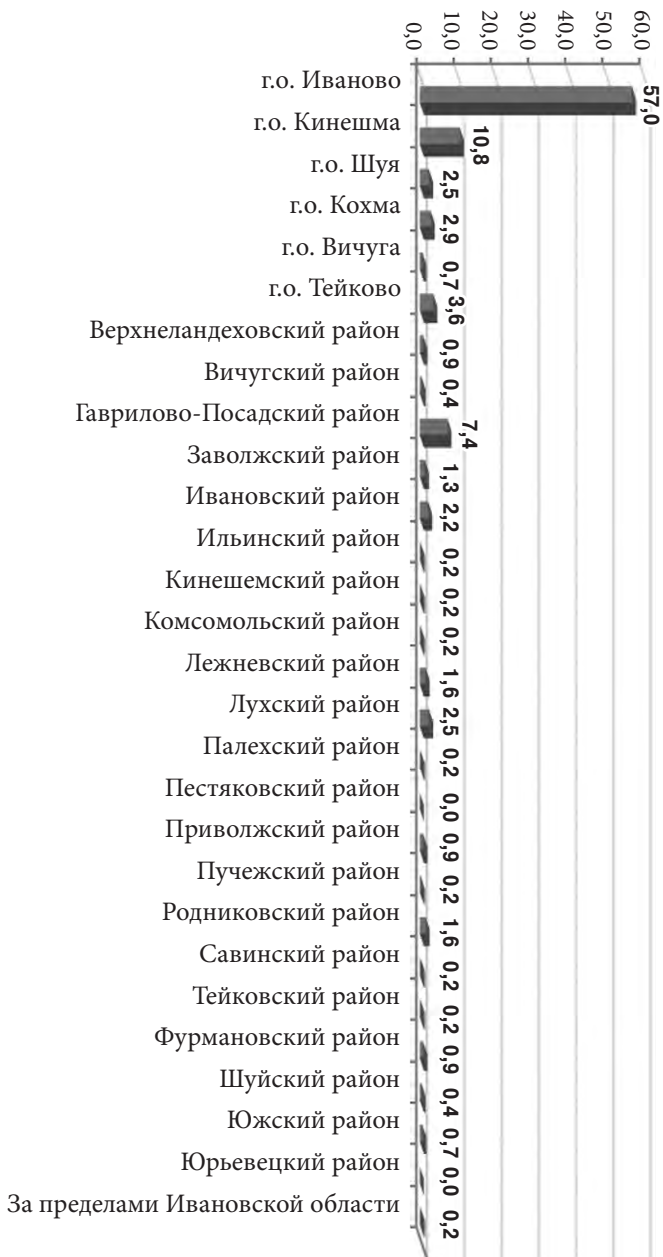 60,0
50,0
40,0
30,0
20,0
10,0
0,0
г.о. Иваново
57,0
г.о. Кинешма
10,8
г.о. Шуя
2,5
г.о. Кохма
2,9
г.о. Вичуга
0,7
г.о. Тейково
3,6
Верхнеландеховский район
0,9
Вичугский район
0,4
Гаврилово-Посадский район
7,4
Заволжский район
1,3
Ивановский район
2,2
Ильинский район
0,2
Кинешемский район
0,2
Комсомольский район
0,2
Лежневский район
1,6
Лухский район
2,5
Палехский район
0,2
Пестяковский район
0,0
Приволжский район
0,9
Пучежский район
0,2
Родниковский район
1,6
Савинский район
0,2
Тейковский район
0,2
Фурмановский район
0,9
Шуйский район
0,4
Южский район
0,7
Юрьевецкий район
0,0
За пределами Ивановской области
0,2